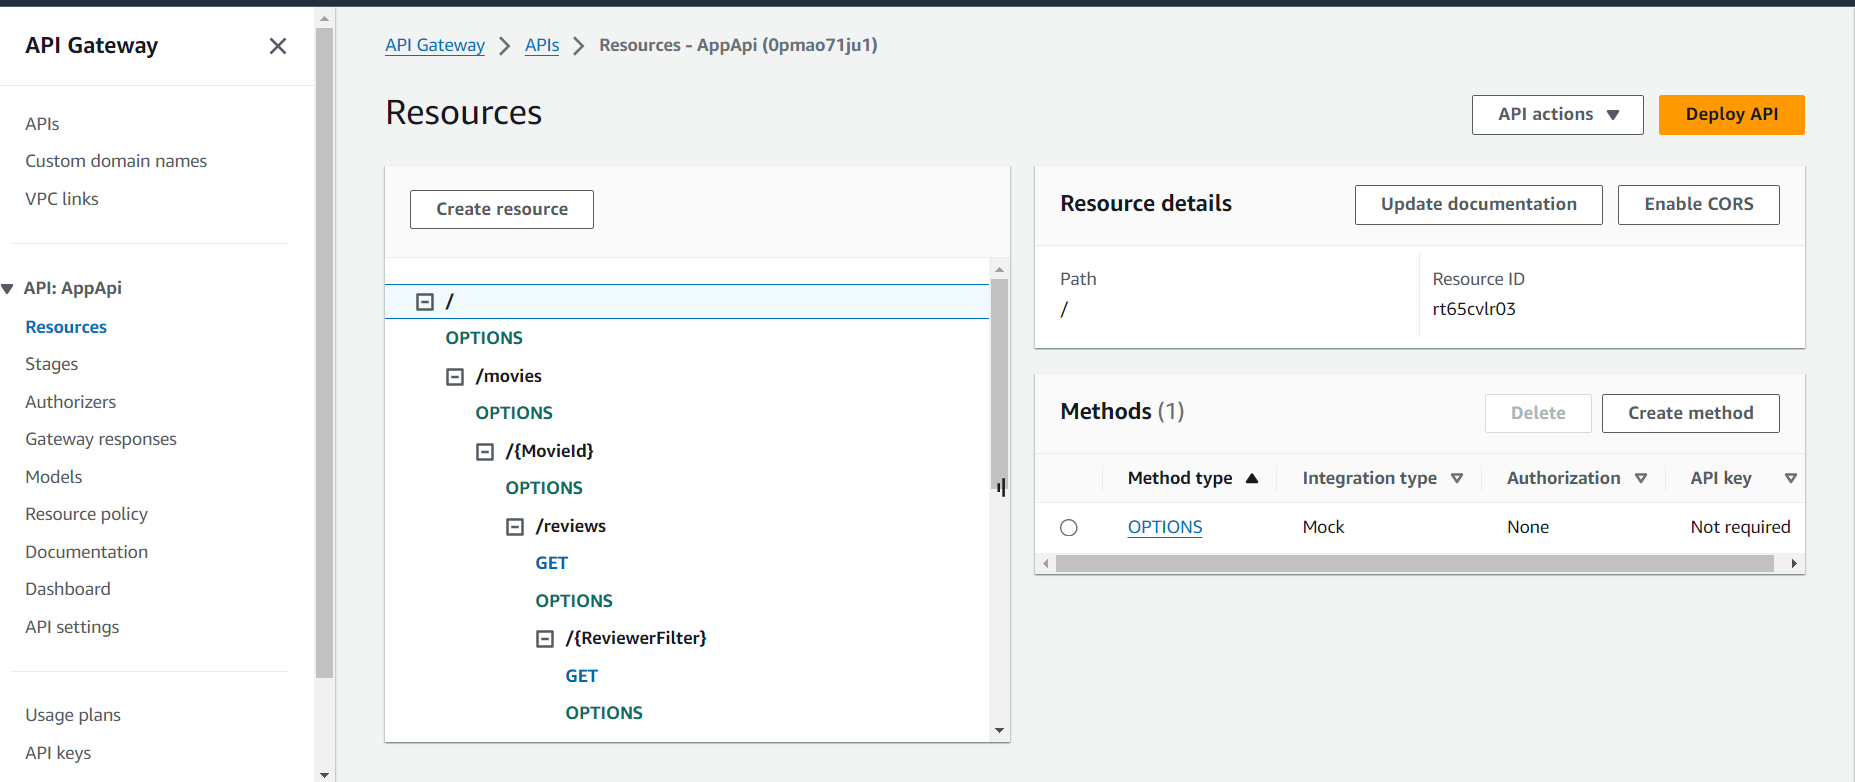 API Gateway
APIs
Custom domain names
VPC links
API: AppApi
Resources
Stages
Authorizers
Gateway responses
Models
Resource policy
Documentation
Dashboard
API settings
Usage plans
API keys
API Gateway APIs Resources - AppApi (0pmao71ju1)
Resources
API actions Deploy API
Create resource
/
OPTIONS
/movies
OPTIONS
/{MovieId}
OPTIONS
/reviews
GET
OPTIONS
/{ReviewerFilter}
GET
OPTIONS
Resource details Update documentation Enable CORS
Path Resource ID
/ rt65cvlr03
Methods (1) Delete Create method
Method type Integration type Authorization API key
OPTIONS Mock None Not required